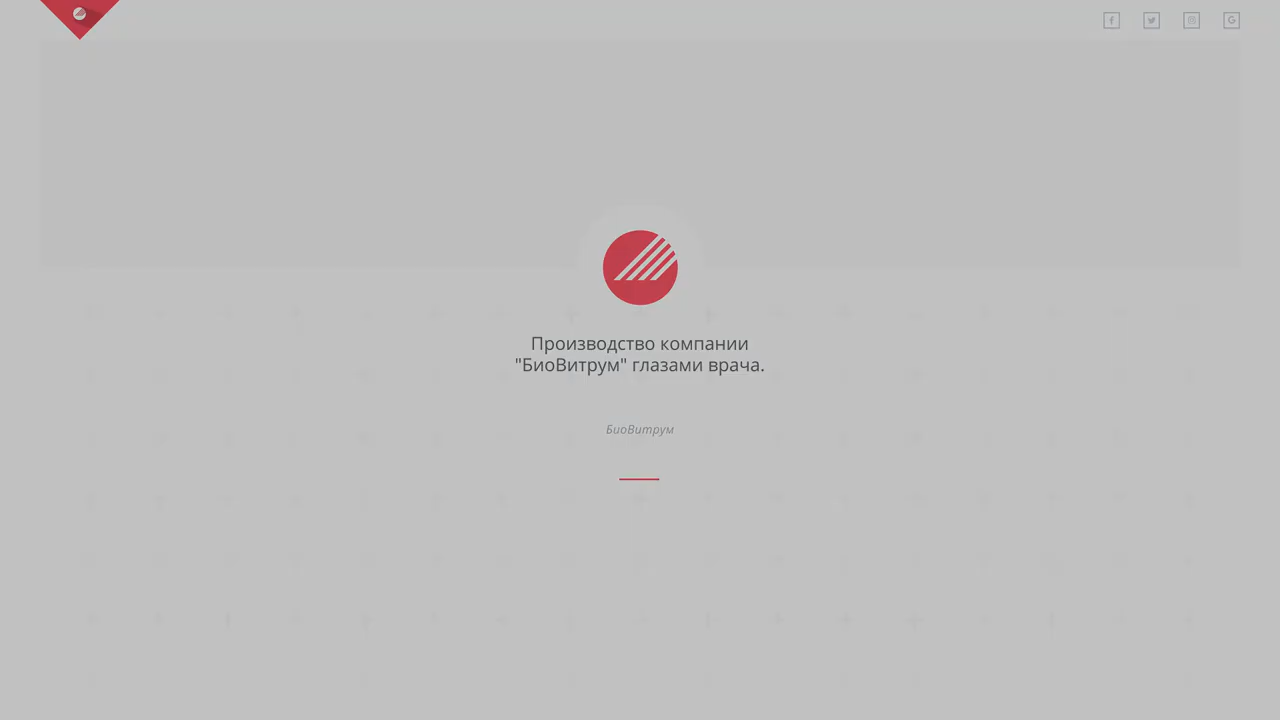 Производство компании
"БиоВитрум" глазами врача.
БиоВитрум